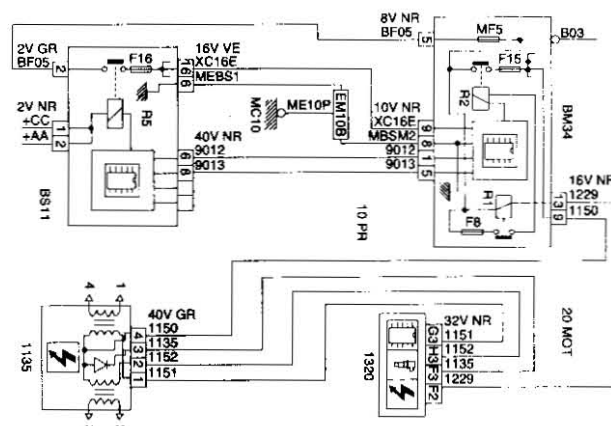 8V NR
BF05
5
MF5
B03
2V GR
BF05
2
F16
16V VE
XC16E
6
MEBS1
6
F15
R2
BM34
2V NR
+CC
1
+AA
2
R5
MC10
ME10P
EM10B
10V NR
XC16E
9
MBSM2
8
9012
1
9013
5
40V NR
9012
6
9013
8
BS11
R1
F8
16V NR
1229
13
1150
9
10 PR
20 MOT
4
1
40V GR
1150
4
1135
3
1152
2
1151
1
1135
32V NR
1151
G3
1152
H3
1135
F3
1229
F2
1320